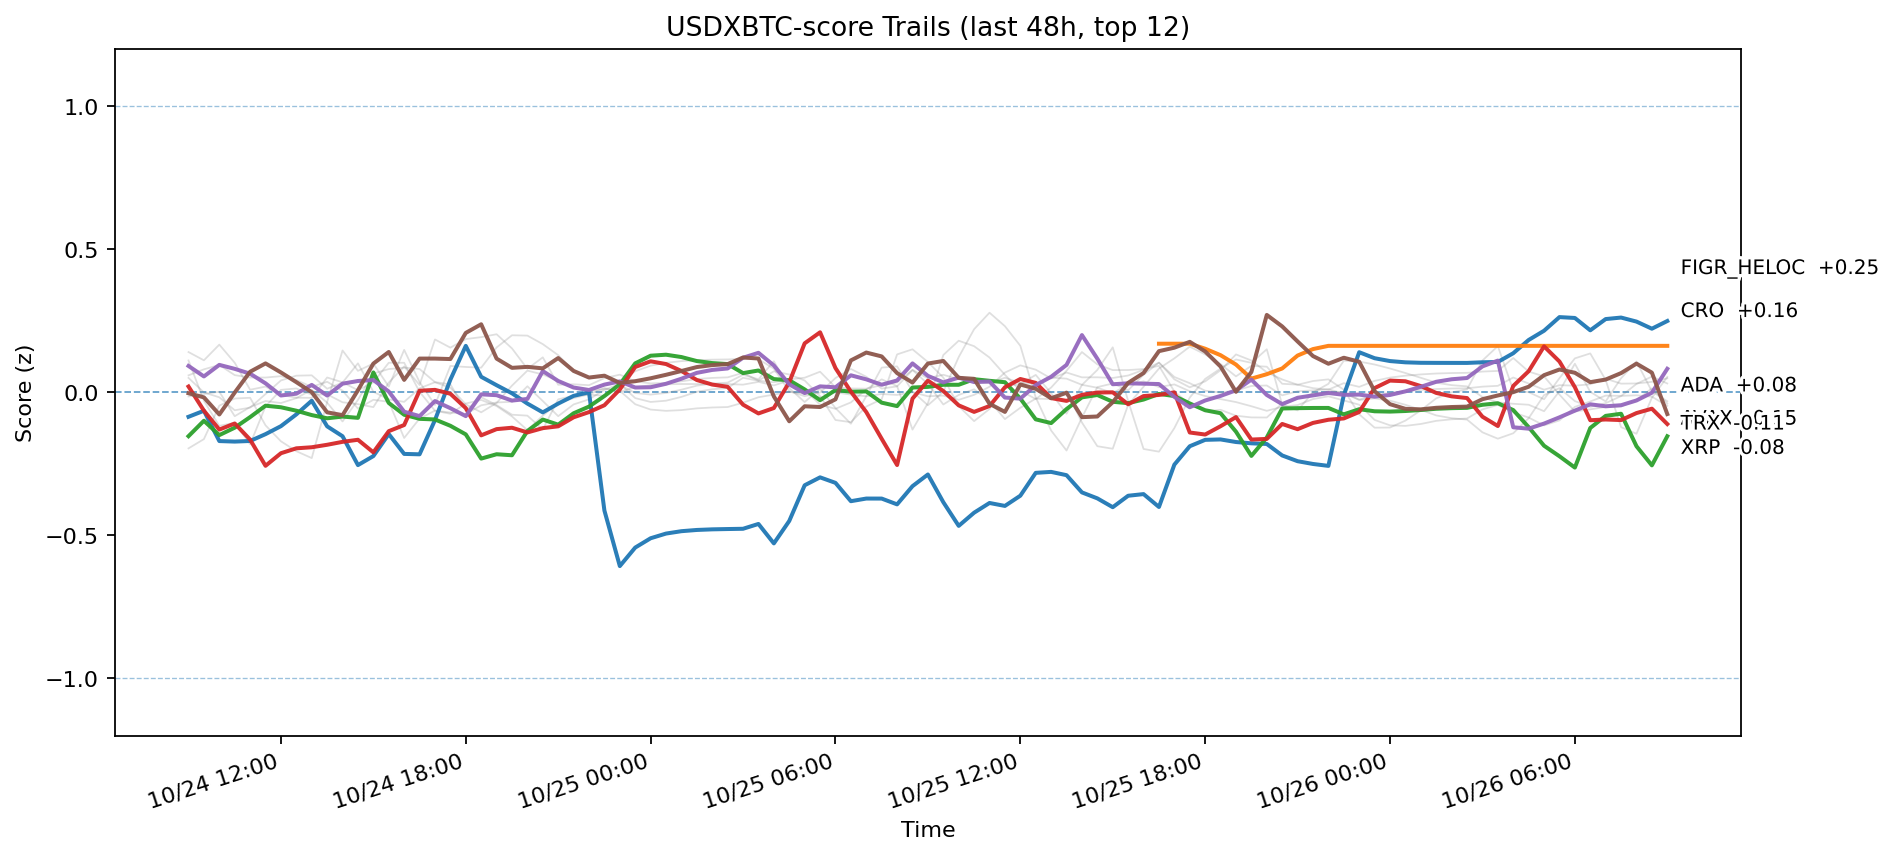 USDXBTC-score Trails (last 48h, top 12)
Score (z)
1.0
0.5
0.0
−0.5
−1.0
FIGR_HELOC +0.25
CRO +0.16
ADA +0.08
TRX -0.11
XRP -0.08
10/24 12:00
10/24 18:00
10/25 00:00
10/25 06:00
10/25 12:00
10/25 18:00
10/26 00:00
10/26 06:00
Time